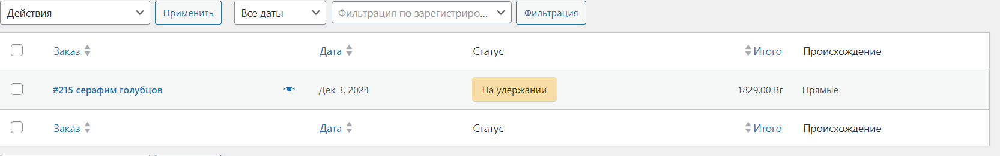 Действия Применить Все даты Фильтрация по зарегистриро... Фильтрация
Заказ Дата Статус Итого Происхождение
#215 серафим голубцов Дек 3, 2024 На удержании 1829,00 Br Прямые
Заказ Дата Статус Итого Происхождение